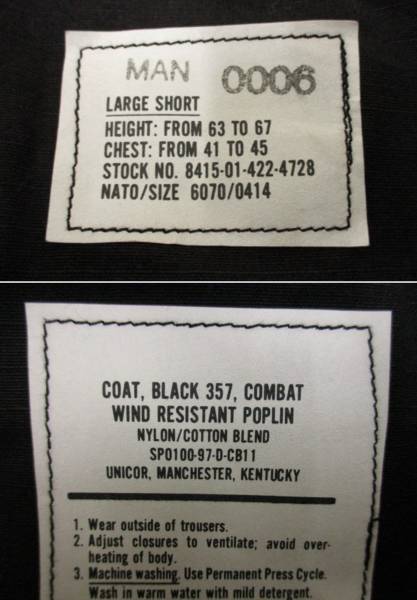 MAN 0006
LARGE SHORT
HEIGHT: FROM 63 TO 67
CHEST: FROM 41 TO 45
STOCK NO. 8415-01-422-4728
NATO/SIZE 6070/0414
COAT, BLACK 357, COMBAT
WIND RESISTANT POPLIN
NYLON/COTTON BLEND
SPO100-97-D-CB11
UNICOR, MANCHESTER, KENTUCKY
1. Wear outside of trousers.
2. Adjust closures to ventilate; avoid over-
heating of body.
3. Machine washing. Use Permanent Press Cycle.
Wash in warm water with mild detergent.